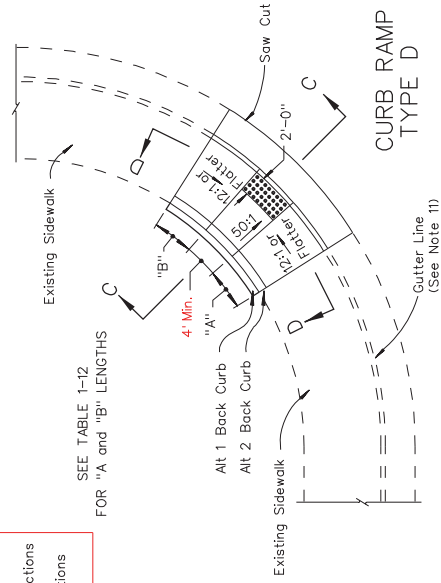 ctions
tions
SEE TABLE 1-12
FOR "A and "B" LENGTHS
Existing Sidewalk
C
"B"
4' Min.
"A"
D
12:1 or
Flatter
50:1
12:1 or
Flatter
2'-0"
Saw Cut
C
D
Alt 1 Back Curb
Alt 2 Back Curb
Existing Sidewalk
Gutter Line
(See Note 11)
CURB RAMP
TYPE D